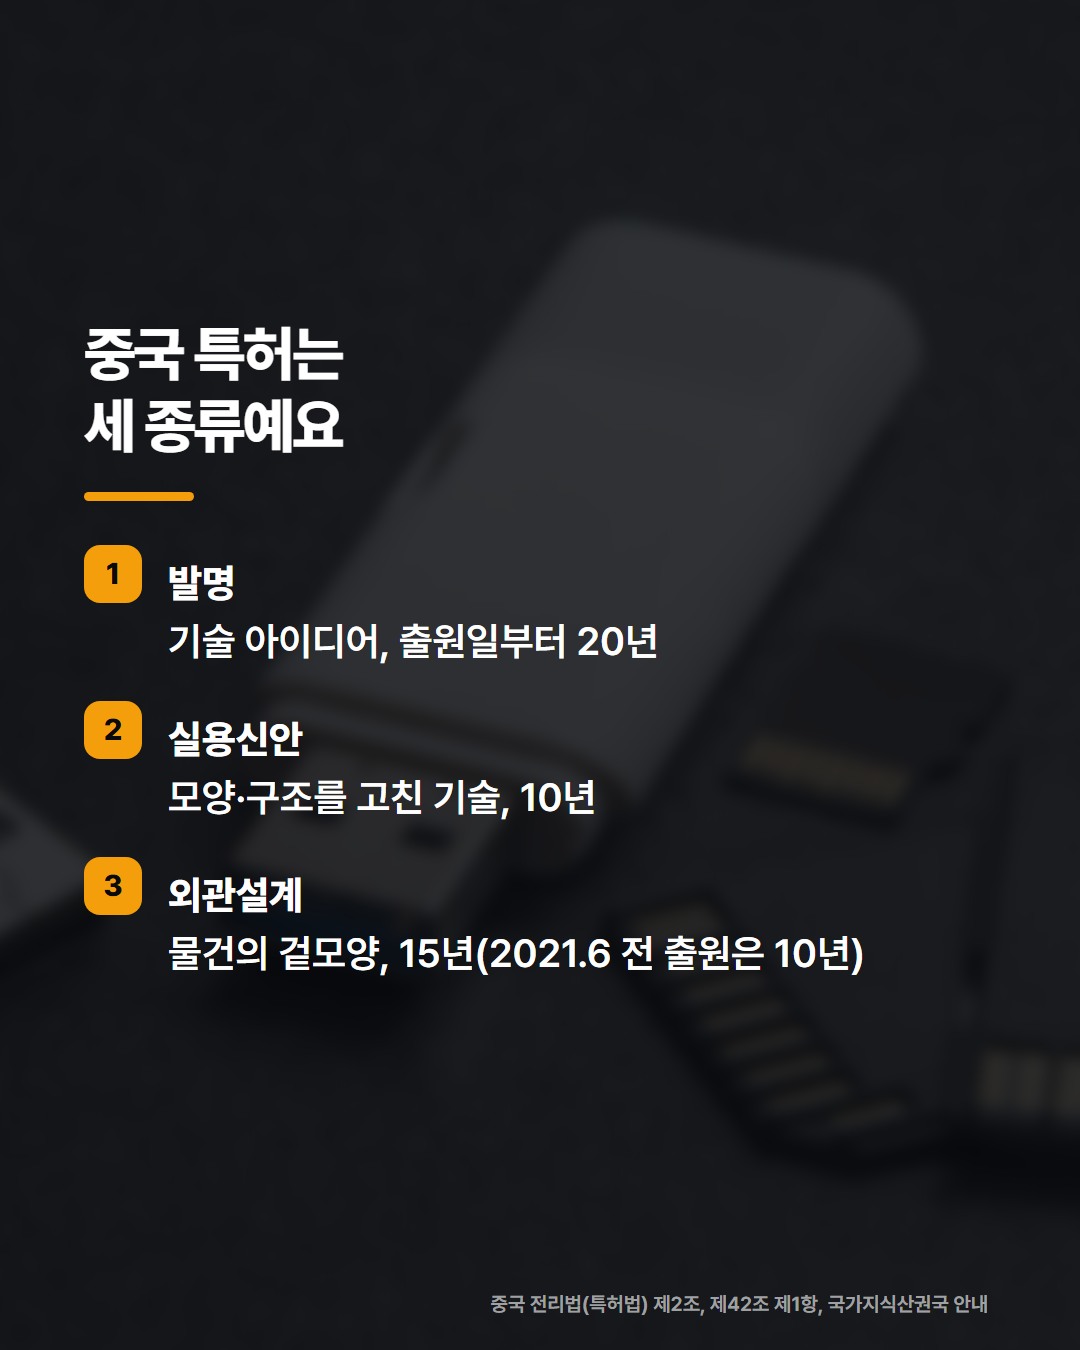 중국 특허는
세 종류예요
1 발명
기술 아이디어, 출원일부터 20년
2 실용신안
모양·구조를 고친 기술, 10년
3 외관설계
물건의 겉모양, 15년(2021.6 전 출원은 10년)
중국 전리법(특허법) 제2조, 제42조 제1항, 국가지식산권국 안내